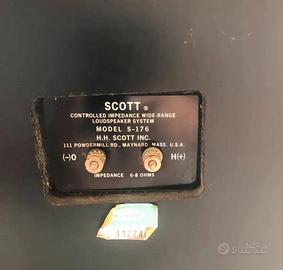 SCOTT®
CONTROLLED IMPEDANCE WIDE-RANGE
LOUDSPEAKER SYSTEM
MODEL S-176
H.H. SCOTT INC.
111 POWDERMILL RD., MAYNARD, MASS. U.S.A.
(-)O H(+)
IMPEDANCE 6-8 OHMS
41274
subito